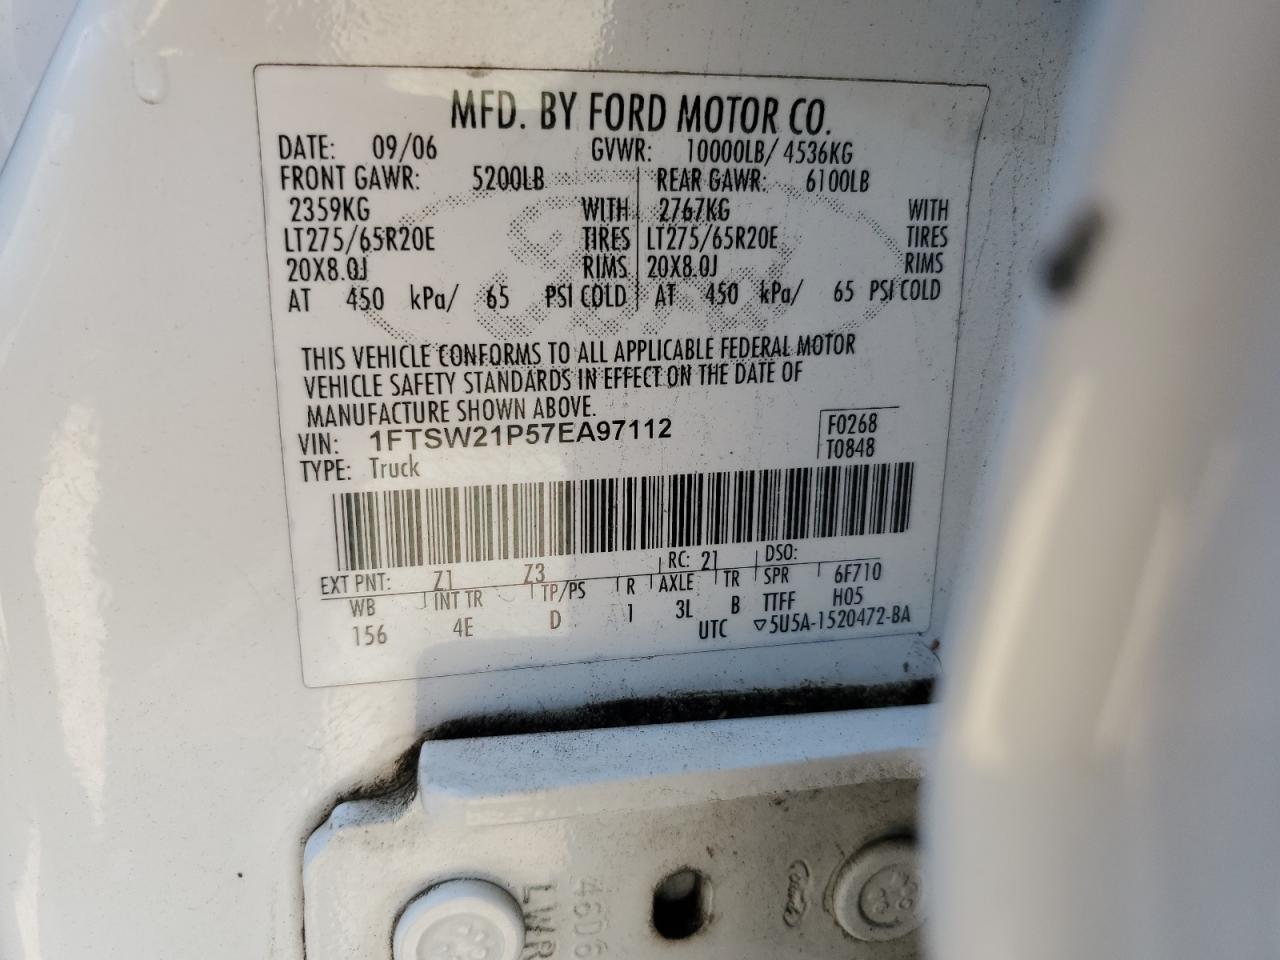 MFD. BY FORD MOTOR CO.
DATE: 09/06 GVWR: 10000LB/ 4536KG
FRONT GAWR: 5200LB REAR GAWR: 6100LB
2359KG WITH 2767KG WITH
LT275/65R20E TIRES LT275/65R20E TIRES
20X8.0J RIMS 20X8.0J RIMS
AT 450 kPa/ 65 PSI COLD AT 450 kPa/ 65 PSI COLD
THIS VEHICLE CONFORMS TO ALL APPLICABLE FEDERAL MOTOR
VEHICLE SAFETY STANDARDS IN EFFECT ON THE DATE OF
MANUFACTURE SHOWN ABOVE.
VIN: 1FTSW21P57EA97112 F0268
TYPE: Truck T0848
EXT PNT: Z1 Z3 RC: 21 DSO:
WB INT TR TP/PS R AXLE TR SPR 6F710
156 4E D 1 3L B TTFF H05
UTC ▽5U5A-1520472-BA
46D6
LWR